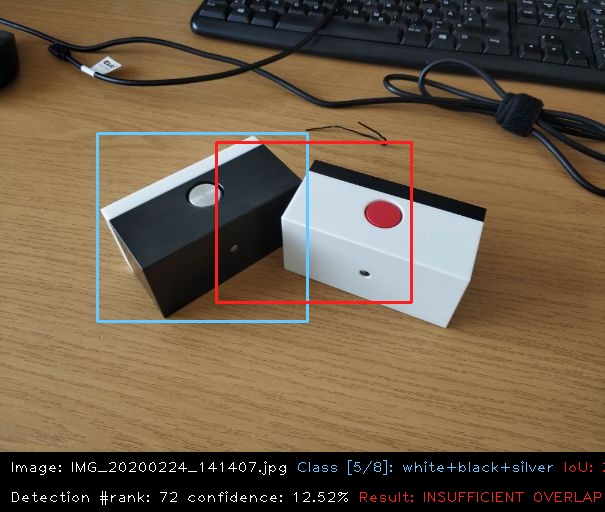 Image: IMG_20200224_141407.jpg Class [5/8]: white+black+silver IoU:
Detection #rank: 72 confidence: 12.52% Result: INSUFFICIENT OVERLAP